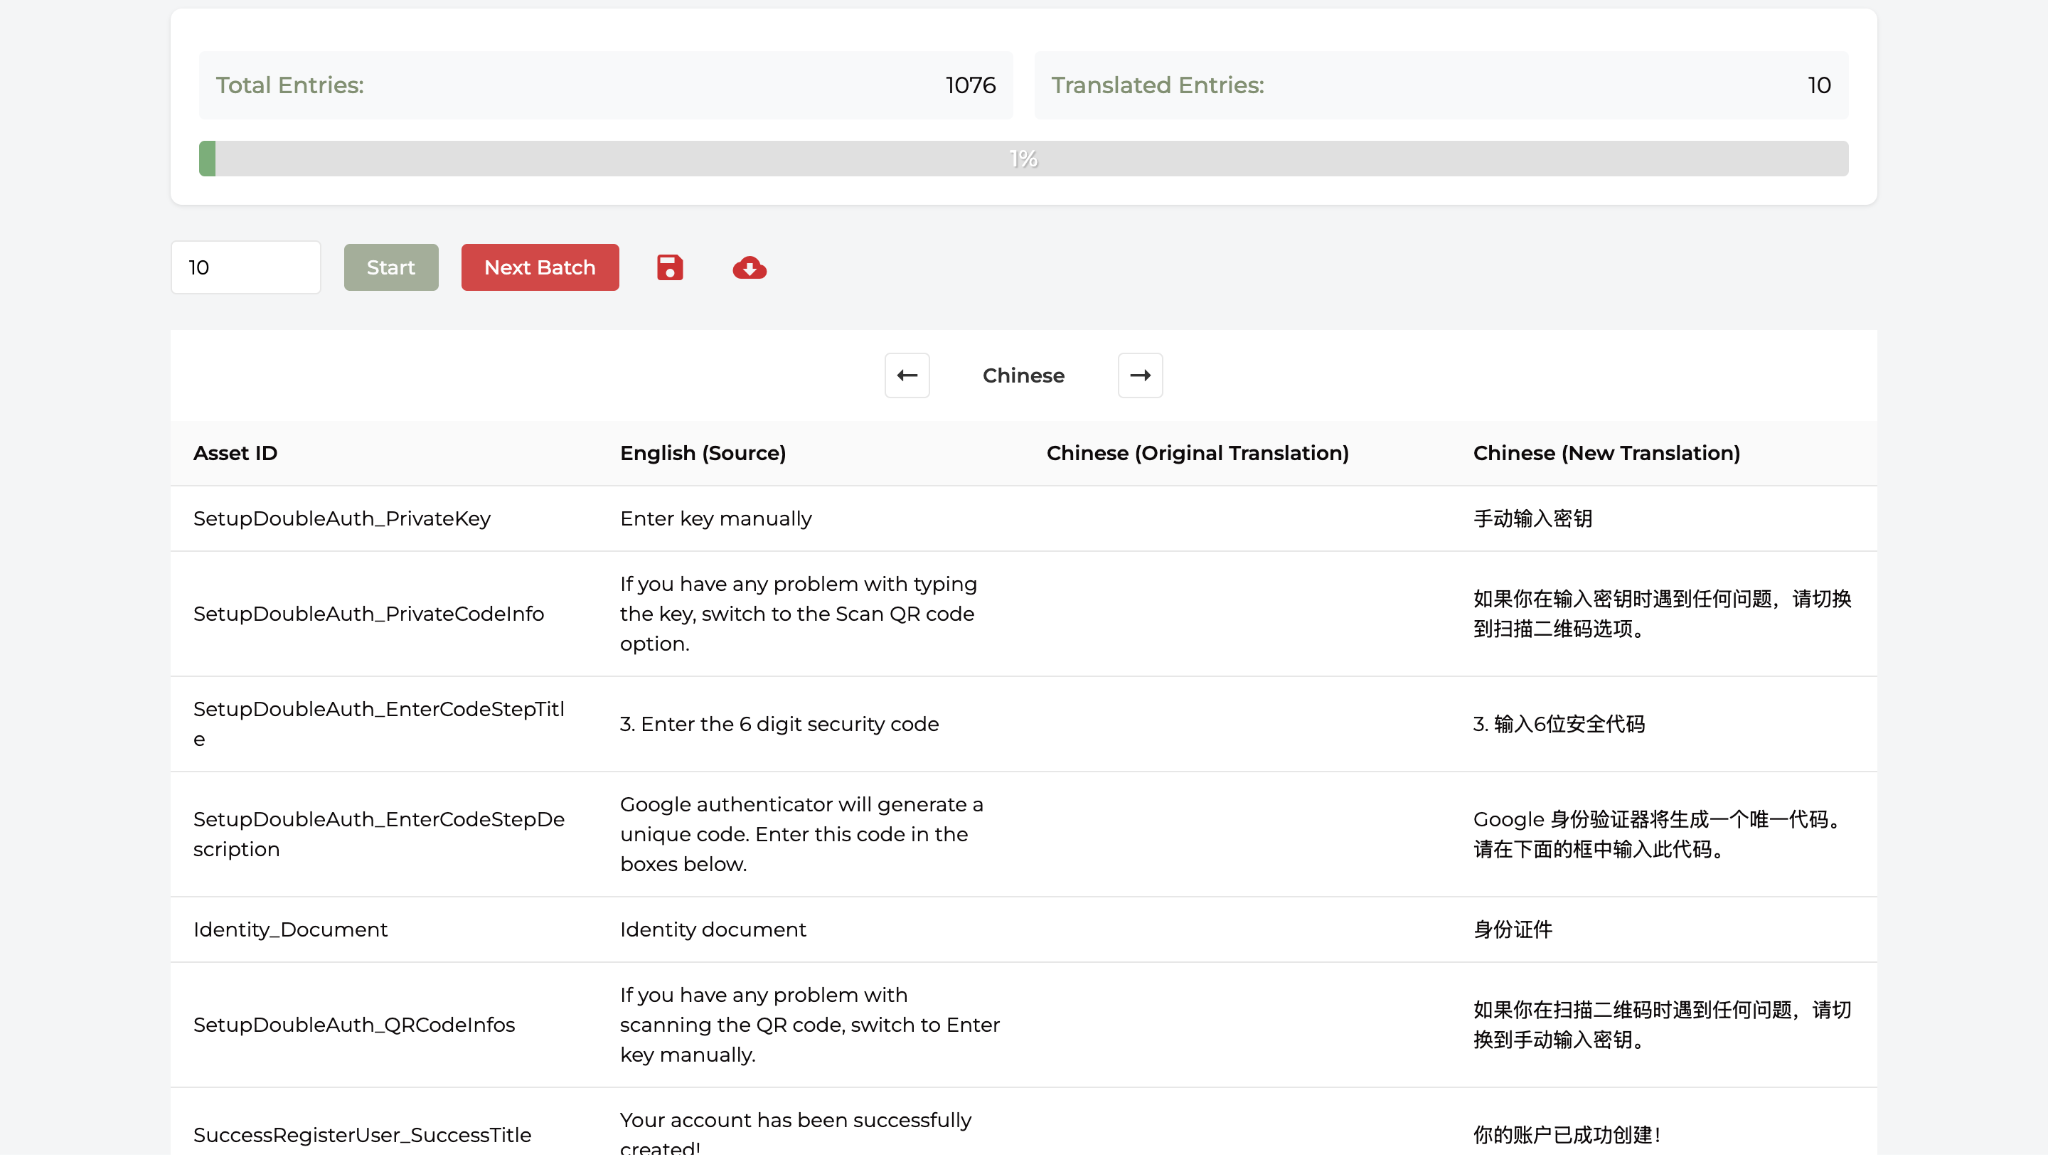 Total Entries: 1076 Translated Entries: 10
1%
10 Start Next Batch
Chinese
Asset ID English (Source) Chinese (Original Translation) Chinese (New Translation)
SetupDoubleAuth_PrivateKey Enter key manually 手动输入密钥
SetupDoubleAuth_PrivateCodeInfo
If you have any problem with typing
the key, switch to the Scan QR code
option.
如果你在输入密钥时遇到任何问题，请切换
到扫描二维码选项。
SetupDoubleAuth_EnterCodeStepTitl
e
3. Enter the 6 digit security code
3. 输入6位安全代码
SetupDoubleAuth_EnterCodeStepDe
scription
Google authenticator will generate a
unique code. Enter this code in the
boxes below.
Google 身份验证器将生成一个唯一代码。
请在下面的框中输入此代码。
Identity_Document Identity document 身份证件
SetupDoubleAuth_QRCodeInfos
If you have any problem with
scanning the QR code, switch to Enter
key manually.
如果你在扫描二维码时遇到任何问题，请切
换到手动输入密钥。
SuccessRegisterUser_SuccessTitle
Your account has been successfully
created!
你的账户已成功创建！